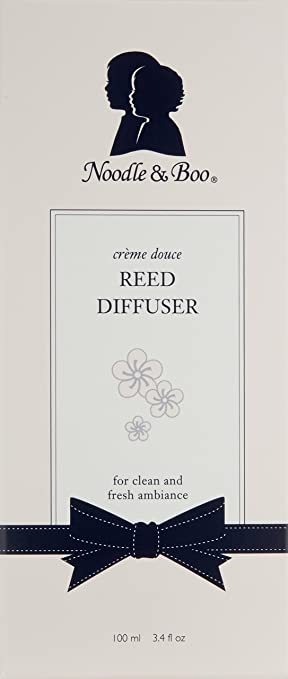 Noodle & Boo®
crème douce
REED
DIFFUSER
for clean and
fresh ambiance
100 ml 3.4 fl oz